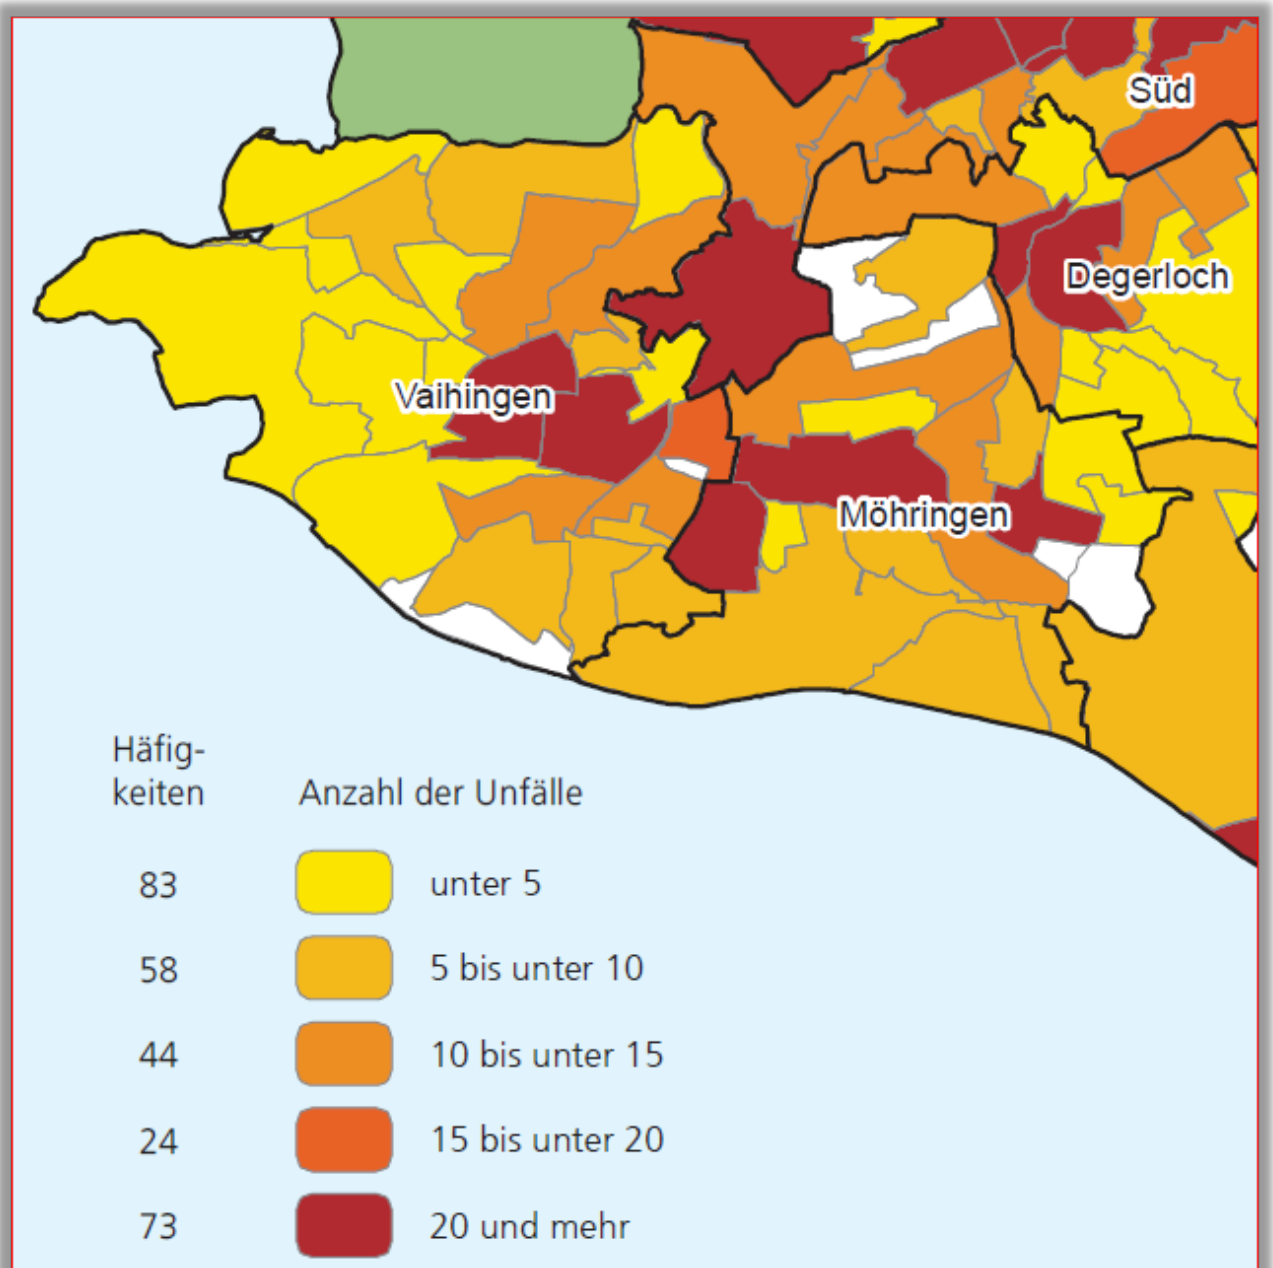 Süd
Degerloch
Vaihingen
Möhringen
Häfig-
keiten Anzahl der Unfälle
83 unter 5
58 5 bis unter 10
44 10 bis unter 15
24 15 bis unter 20
73 20 und mehr